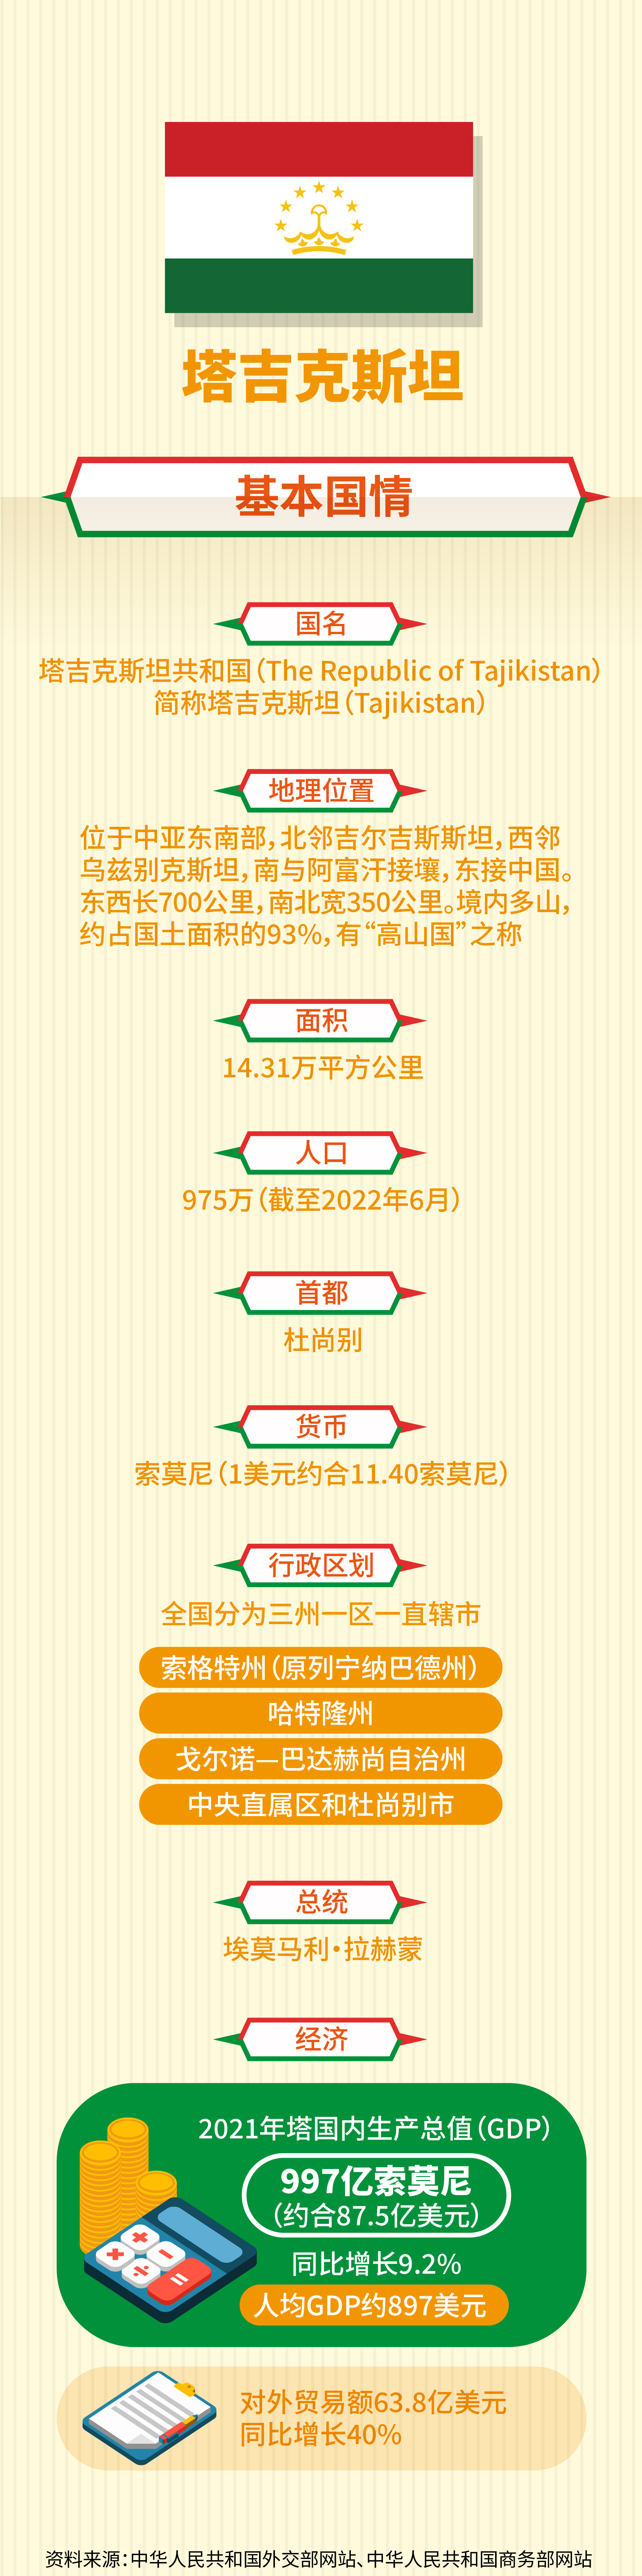 塔吉克斯坦
基本国情
国名
塔吉克斯坦共和国（The Republic of Tajikistan）
简称塔吉克斯坦（Tajikistan）
地理位置
位于中亚东南部，北邻吉尔吉斯斯坦，西邻
乌兹别克斯坦，南与阿富汗接壤，东接中国。
东西长700公里，南北宽350公里。境内多山，
约占国土面积的93%，有“高山国”之称
面积
14.31万平方公里
人口
975万（截至2022年6月）
首都
杜尚别
货币
索莫尼（1美元约合11.40索莫尼）
行政区划
全国分为三州一区一直辖市
索格特州（原列宁纳巴德州）
哈特隆州
戈尔诺—巴达赫尚自治州
中央直属区和杜尚别市
总统
埃莫马利·拉赫蒙
经济
2021年塔国内生产总值（GDP）
997亿索莫尼
（约合87.5亿美元）
同比增长9.2%
人均GDP约897美元
对外贸易额63.8亿美元
同比增长40%
资料来源：中华人民共和国外交部网站、中华人民共和国商务部网站